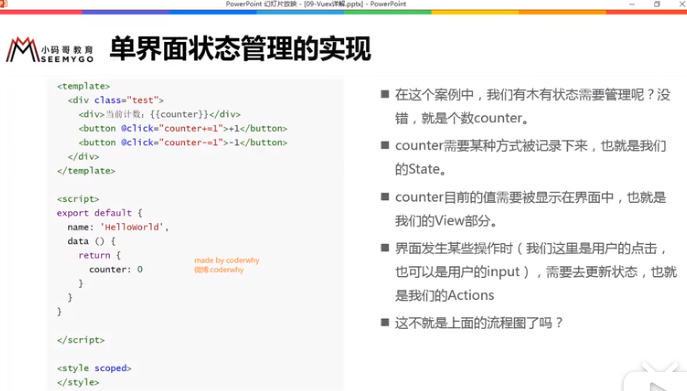 PowerPoint 幻灯片放映 - [09-Vuex详解.pptx] - PowerPoint
小码哥教育
SEEMYGO
单界面状态管理的实现
<template>
  <div class="test">
    <div>当前计数：{{counter}}</div>
    <button @click="counter+=1">+1</button>
    <button @click="counter-=1">-1</button>
  </div>
</template>
<script>
export default {
  name: 'HelloWorld',
  data () {
    return {
      counter: 0
    }
  }
}
</script>
<style scoped>
</style>
made by coderwhy
微博:coderwhy
■ 在这个案例中，我们有木有状态需要管理呢？没
错，就是个数counter。
■ counter需要某种方式被记录下来，也就是我们
的State。
■ counter目前的值需要被显示在界面中，也就是
我们的View部分。
■ 界面发生某些操作时（我们这里是用户的点击，
也可以是用户的input），需要去更新状态，也就
是我们的Actions
■ 这不就是上面的流程图了吗？